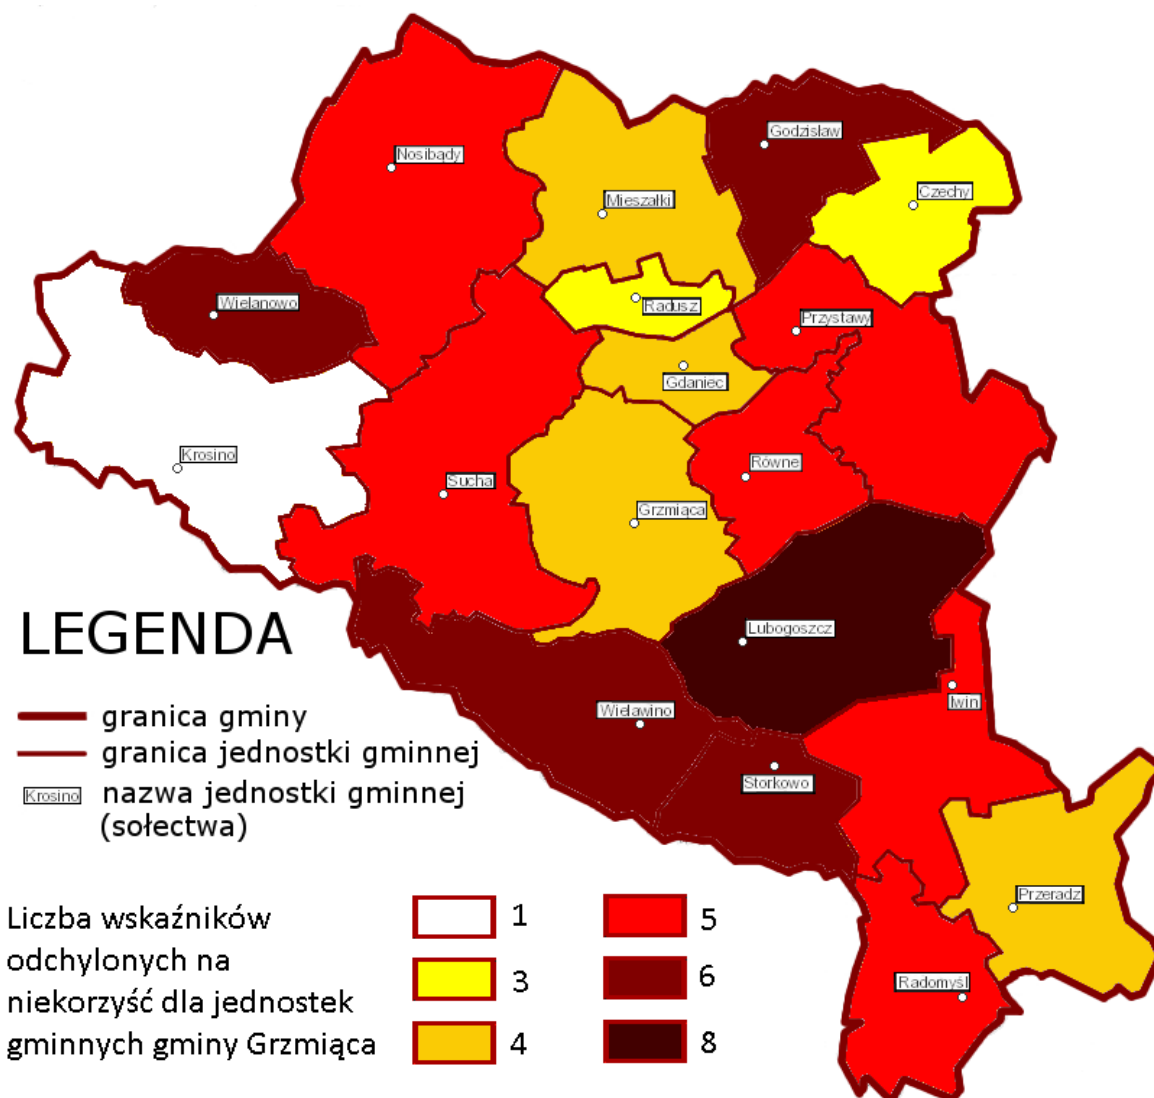 Godzisław
Nosibądy
Czechy
Mieszałki
Wielanowo
Radusz
Przystawy
Gdaniec
Krosino
Równe
Sucha
Grzmiąca
LEGENDA
Lubogoszcz
Iwin
granica gminy
Wielawino
granica jednostki gminnej
Storkowo
Krosino nazwa jednostki gminnej
(sołectwa)
Przeradz
Liczba wskaźników
odchylonych na
niekorzyść dla jednostek
gminnych gminy Grzmiąca
1
5
3
6
4
8
Radomyśl